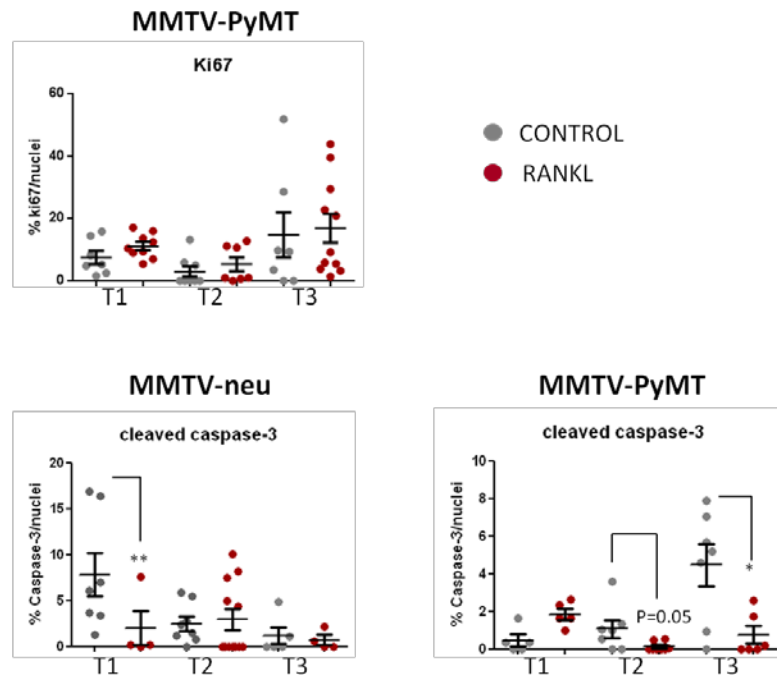 MMTV-PyMT
Ki67
% ki67/nuclei
60
40
20
0
T1
T2
T3
CONTROL
RANKL
MMTV-neu
cleaved caspase-3
% Caspase-3/nuclei
20
15
10
5
0
**
T1
T2
T3
MMTV-PyMT
cleaved caspase-3
% Caspase-3/nuclei
10
8
6
4
2
0
P=0.05
*
T1
T2
T3